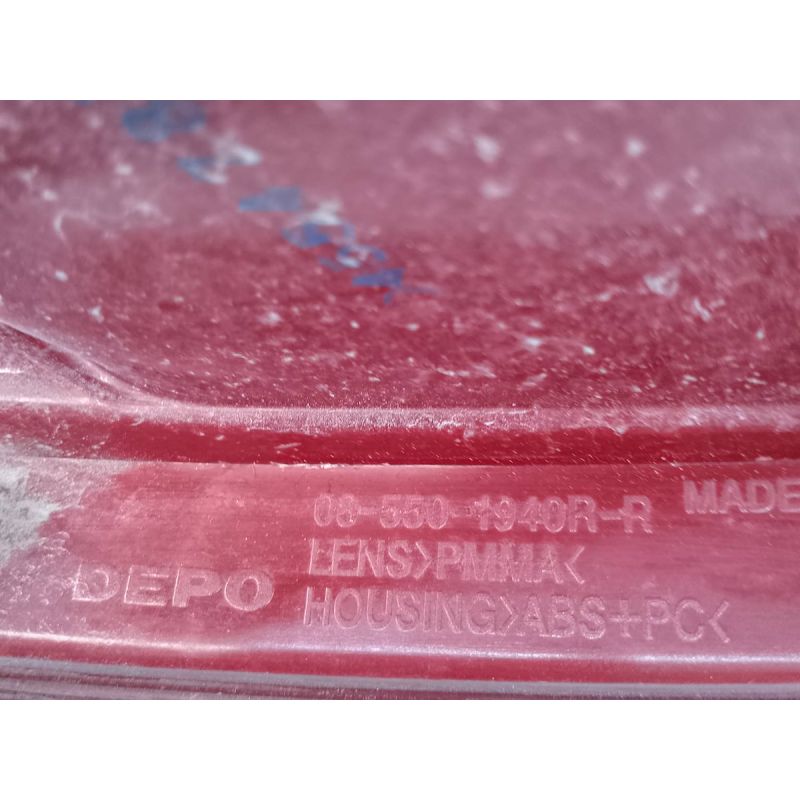 08-550-1940R-R MADE
LENS>PMMA<
DEPO
HOUSING>ABS+PC<